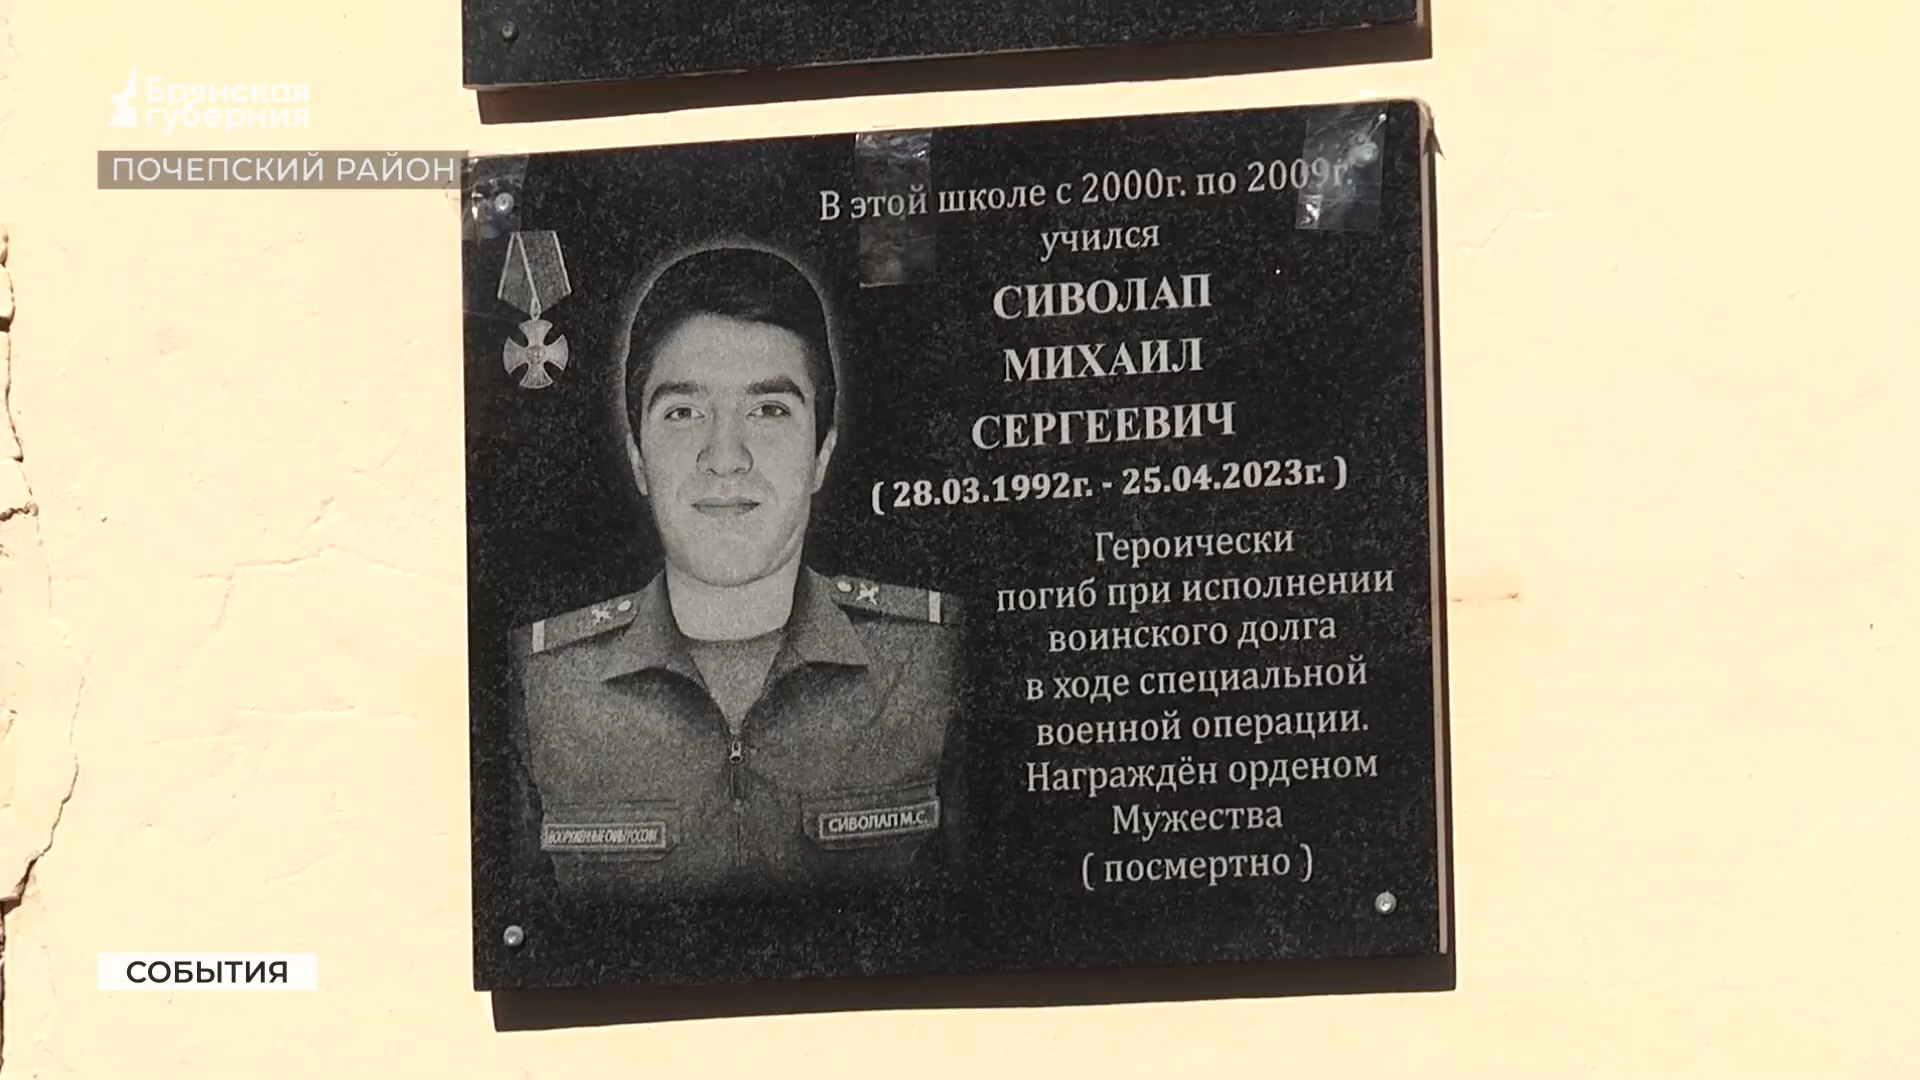 Брянская
губерния
ПОЧЕПСКИЙ РАЙОН
В этой школе с 2000г. по 2009г.
учился
СИВОЛАП
МИХАИЛ
СЕРГЕЕВИЧ
( 28.03.1992г. - 25.04.2023г. )
Героически
погиб при исполнении
воинского долга
в ходе специальной
военной операции.
Награждён орденом
Мужества
( посмертно )
ВООРУЖЕННЫЕ СИЛЫ РОССИИ
СИВОЛАП М.С.
СОБЫТИЯ